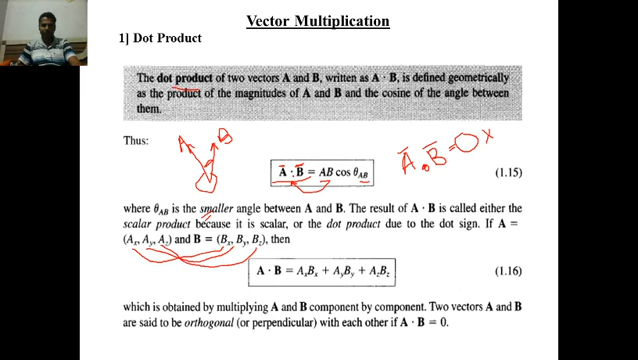 Vector Multiplication
1] Dot Product
The dot product of two vectors A and B, written as A · B, is defined geometrically
as the product of the magnitudes of A and B and the cosine of the angle between
them.
Thus:
A B
A · B = AB cos θAB
(1.15)
A . B = 0 x
where θAB is the smaller angle between A and B. The result of A · B is called either the
scalar product because it is scalar, or the dot product due to the dot sign. If A =
(Ax, Ay, Az) and B = (Bx, By, Bz), then
A · B = AxBx + AyBy + AzBz
(1.16)
which is obtained by multiplying A and B component by component. Two vectors A and B
are said to be orthogonal (or perpendicular) with each other if A · B = 0.